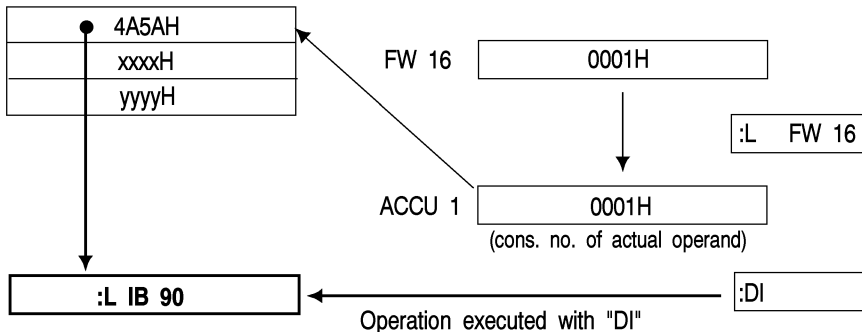 4A5AH
xxxxH
yyyyH
FW 16
0001H
:L FW 16
ACCU 1
0001H
(cons. no. of actual operand)
:L IB 90
:DI
Operation executed with "DI"